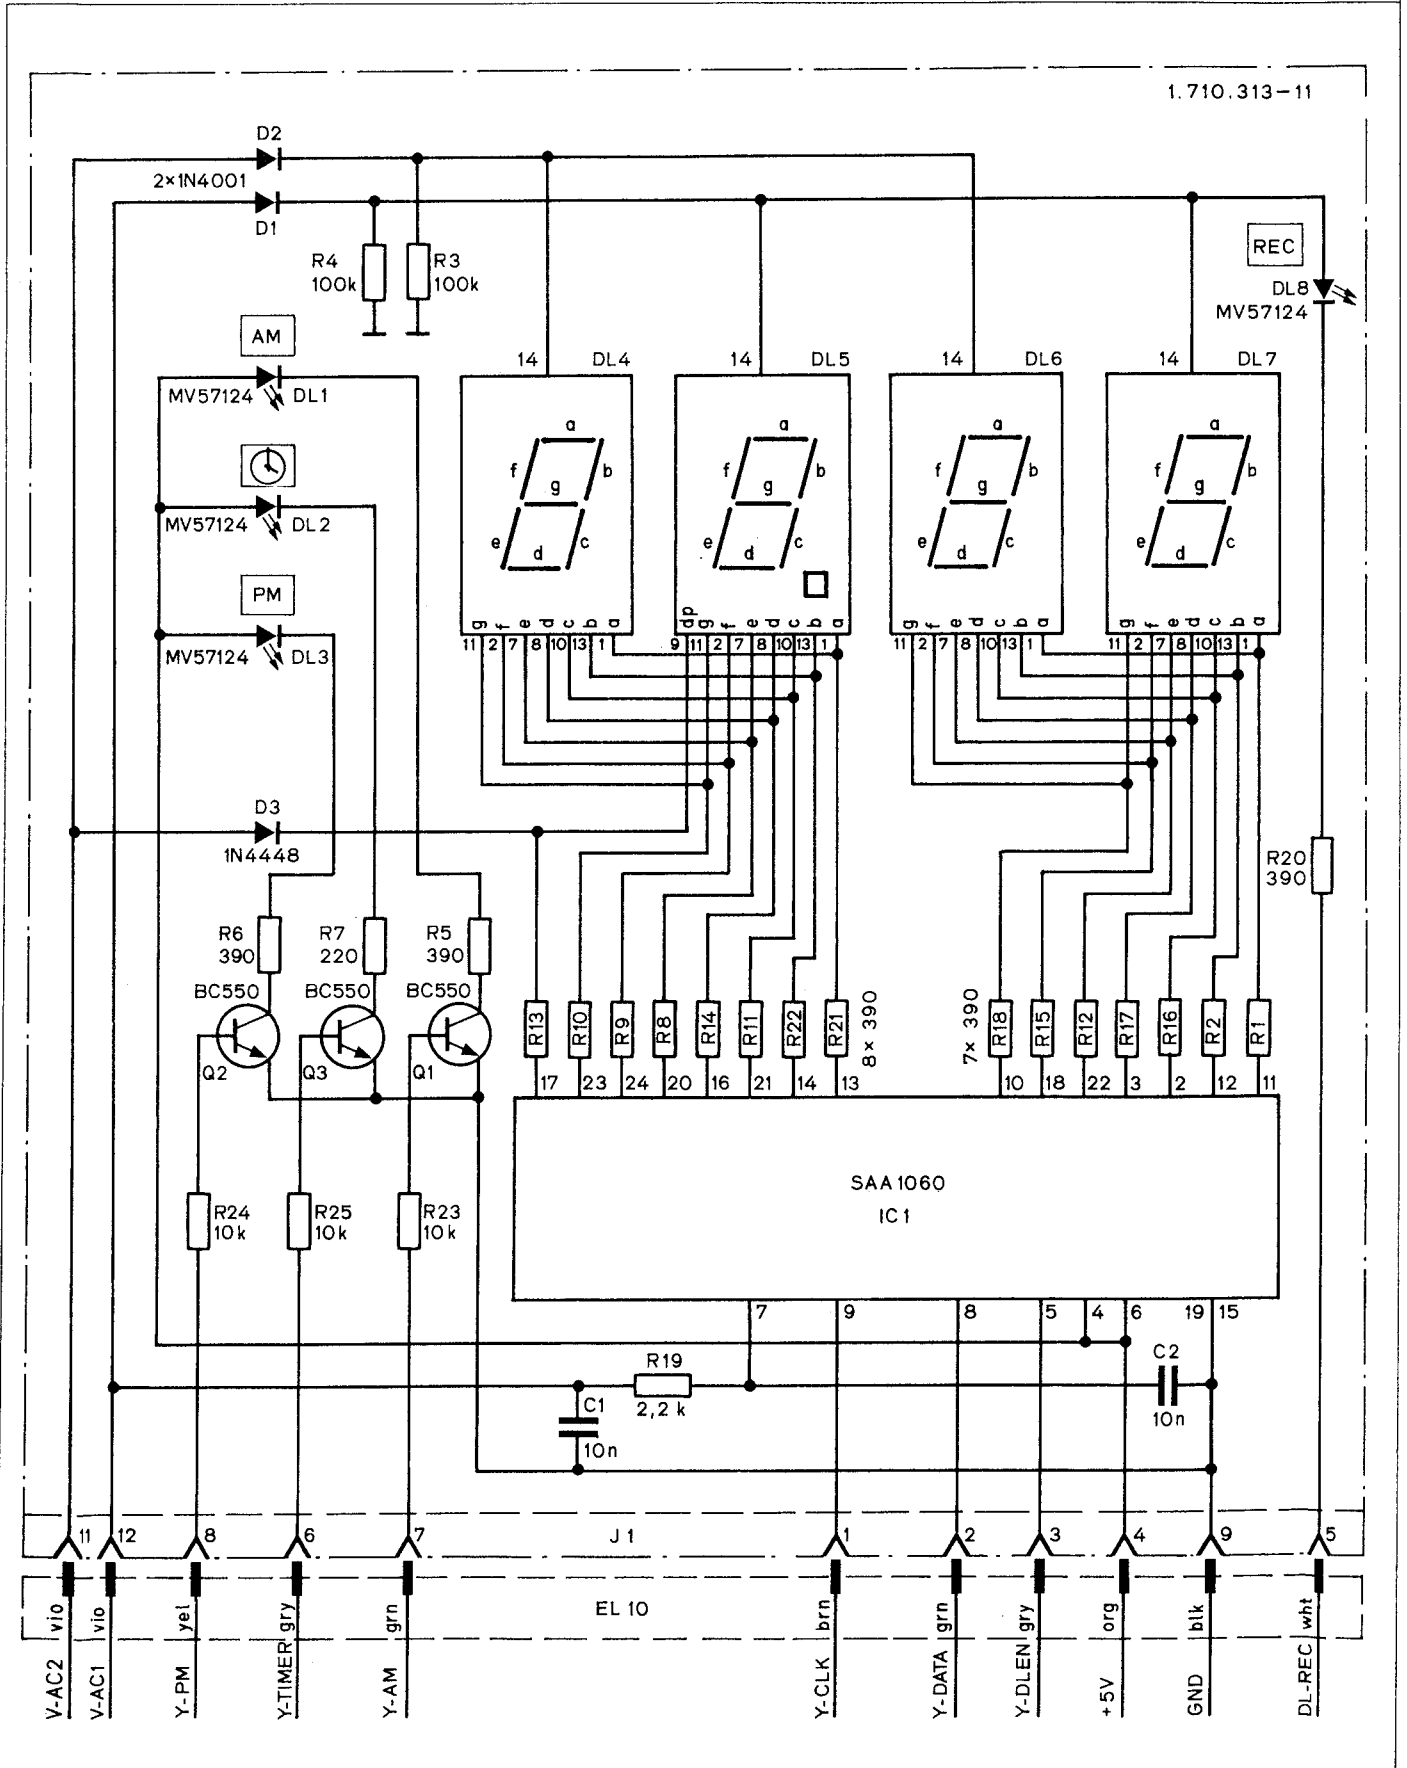 1.710.313-11
D2
2×1N4001
D1
R4
100k
R3
100k
REC
DL8
MV57124
AM
MV57124 DL1
MV57124 DL2
PM
MV57124 DL3
14 DL4
14 DL5
14 DL6
14 DL7
a
f b
g
e c
d
a
f b
g
e c
d
a
f b
g
e c
d
a
f b
g
e c
d
g f e d c b a
dp g f e d c b a
g f e d c b a
g f e d c b a
11 2 7 8 10 13 1
9 11 2 7 8 10 13 1
11 2 7 8 10 13 1
11 2 7 8 10 13 1
D3
1N4448
R20
390
R6
390
R7
220
R5
390
BC550
BC550
BC550
Q2
Q3
Q1
R13
R10
R9
R8
R14
R11
R22
R21
8× 390
7× 390
R18
R15
R12
R17
R16
R2
R1
17 23 24 20 16 21 14 13
10 18 22 3 2 12 11
SAA1060
IC1
R24
10k
R25
10k
R23
10k
7 9 8 5 4 6 19 15
R19
2,2 k
C1
10n
C2
10n
11 12 8 6 7 J1 1 2 3 4 9 5
EL 10
vio
vio
yel
gry
grn
brn
grn
gry
org
blk
wht
V-AC2
V-AC1
Y-PM
Y-TIMER
Y-AM
Y-CLK
Y-DATA
Y-DLEN
+5V
GND
DL-REC